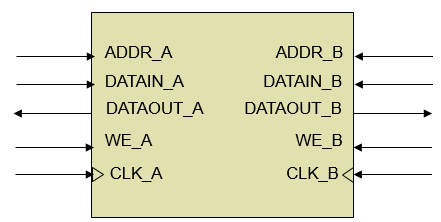 ADDR_A ADDR_B
DATAIN_A DATAIN_B
DATAOUT_A DATAOUT_B
WE_A WE_B
CLK_A CLK_B